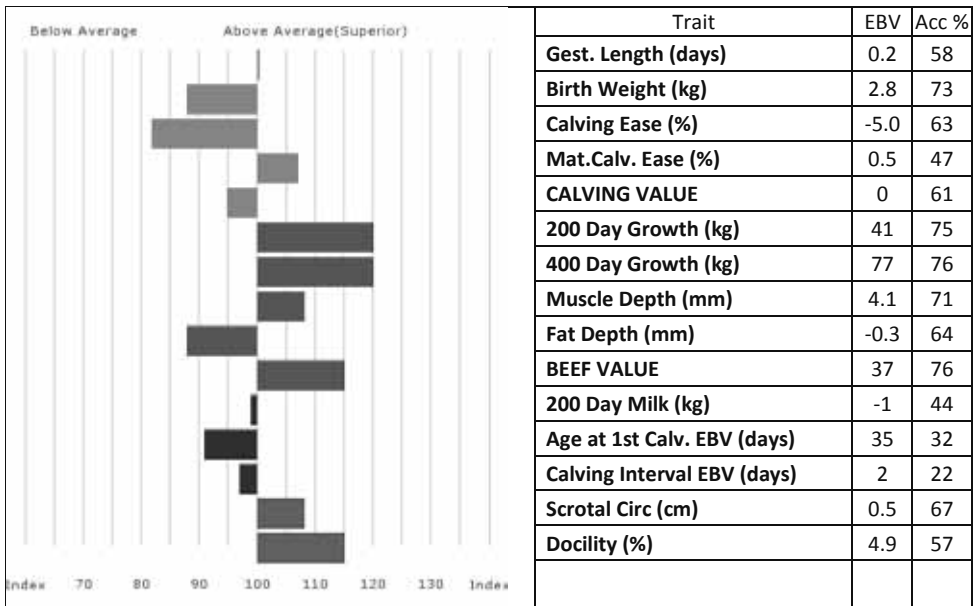 Below Average Above Average(Superior)
Trait EBV Acc %
Gest. Length (days) 0.2 58
Birth Weight (kg) 2.8 73
Calving Ease (%) -5.0 63
Mat.Calv. Ease (%) 0.5 47
CALVING VALUE 0 61
200 Day Growth (kg) 41 75
400 Day Growth (kg) 77 76
Muscle Depth (mm) 4.1 71
Fat Depth (mm) -0.3 64
BEEF VALUE 37 76
200 Day Milk (kg) -1 44
Age at 1st Calv. EBV (days) 35 32
Calving Interval EBV (days) 2 22
Scrotal Circ (cm) 0.5 67
Docility (%) 4.9 57
Index 70 80 90 100 110 120 130 Index